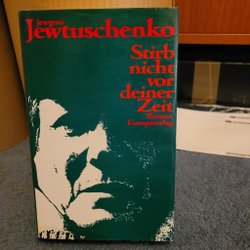 Jewgeni
Jewtuschenko
Stirb
nicht
vor
deiner
Zeit
Roman
Europaverlag